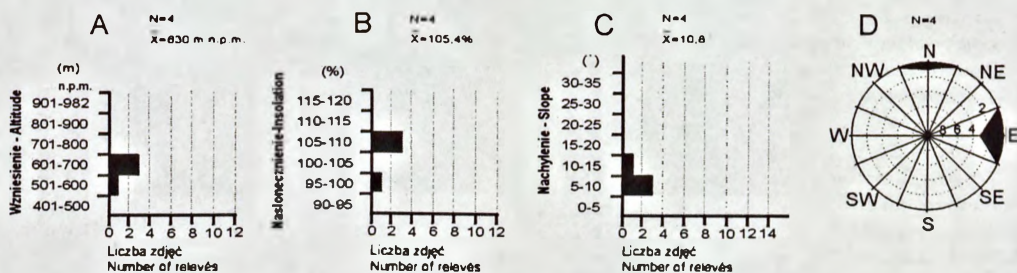 A
N=4
X̄=630 m n.p.m.
(m)
n.p.m.
901-982
801-900
701-800
601-700
501-600
401-500
0 2 4 6 8 10 12
Wzniesienie - Altitude
Liczba zdjęć
Number of relevés
B
N=4
X̄=105,4%
(%)
115-120
110-115
105-110
100-105
95-100
90-95
0 2 4 6 8 10 12
Nasłonecznienie-Insolation
Liczba zdjęć
Number of relevés
C
N=4
X̄=10,8
(°)
30-35
25-30
20-25
15-20
10-15
5-10
0-5
0 2 4 6 8 10 12 14
Nachylenie - Slope
Liczba zdjęć
Number of relevés
D
N=4
N
NW NE
2
W 8 6 4 E
SW SE
S